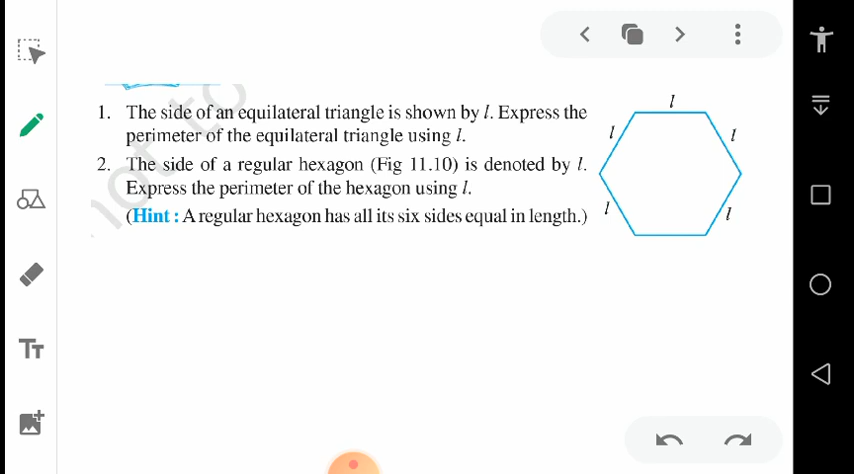 1. The side of an equilateral triangle is shown by l. Express the
perimeter of the equilateral triangle using l.
2. The side of a regular hexagon (Fig 11.10) is denoted by l.
Express the perimeter of the hexagon using l.
(Hint : A regular hexagon has all its six sides equal in length.)
l
l
l
l
l
not to
TT